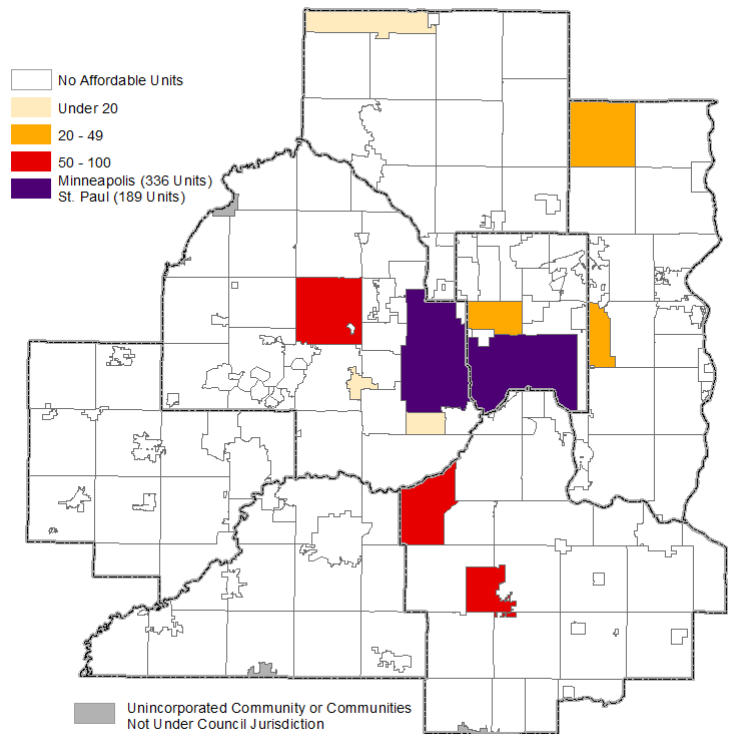 No Affordable Units
Under 20
20 - 49
50 - 100
Minneapolis (336 Units)
St. Paul (189 Units)
Unincorporated Community or Communities
Not Under Council Jurisdiction